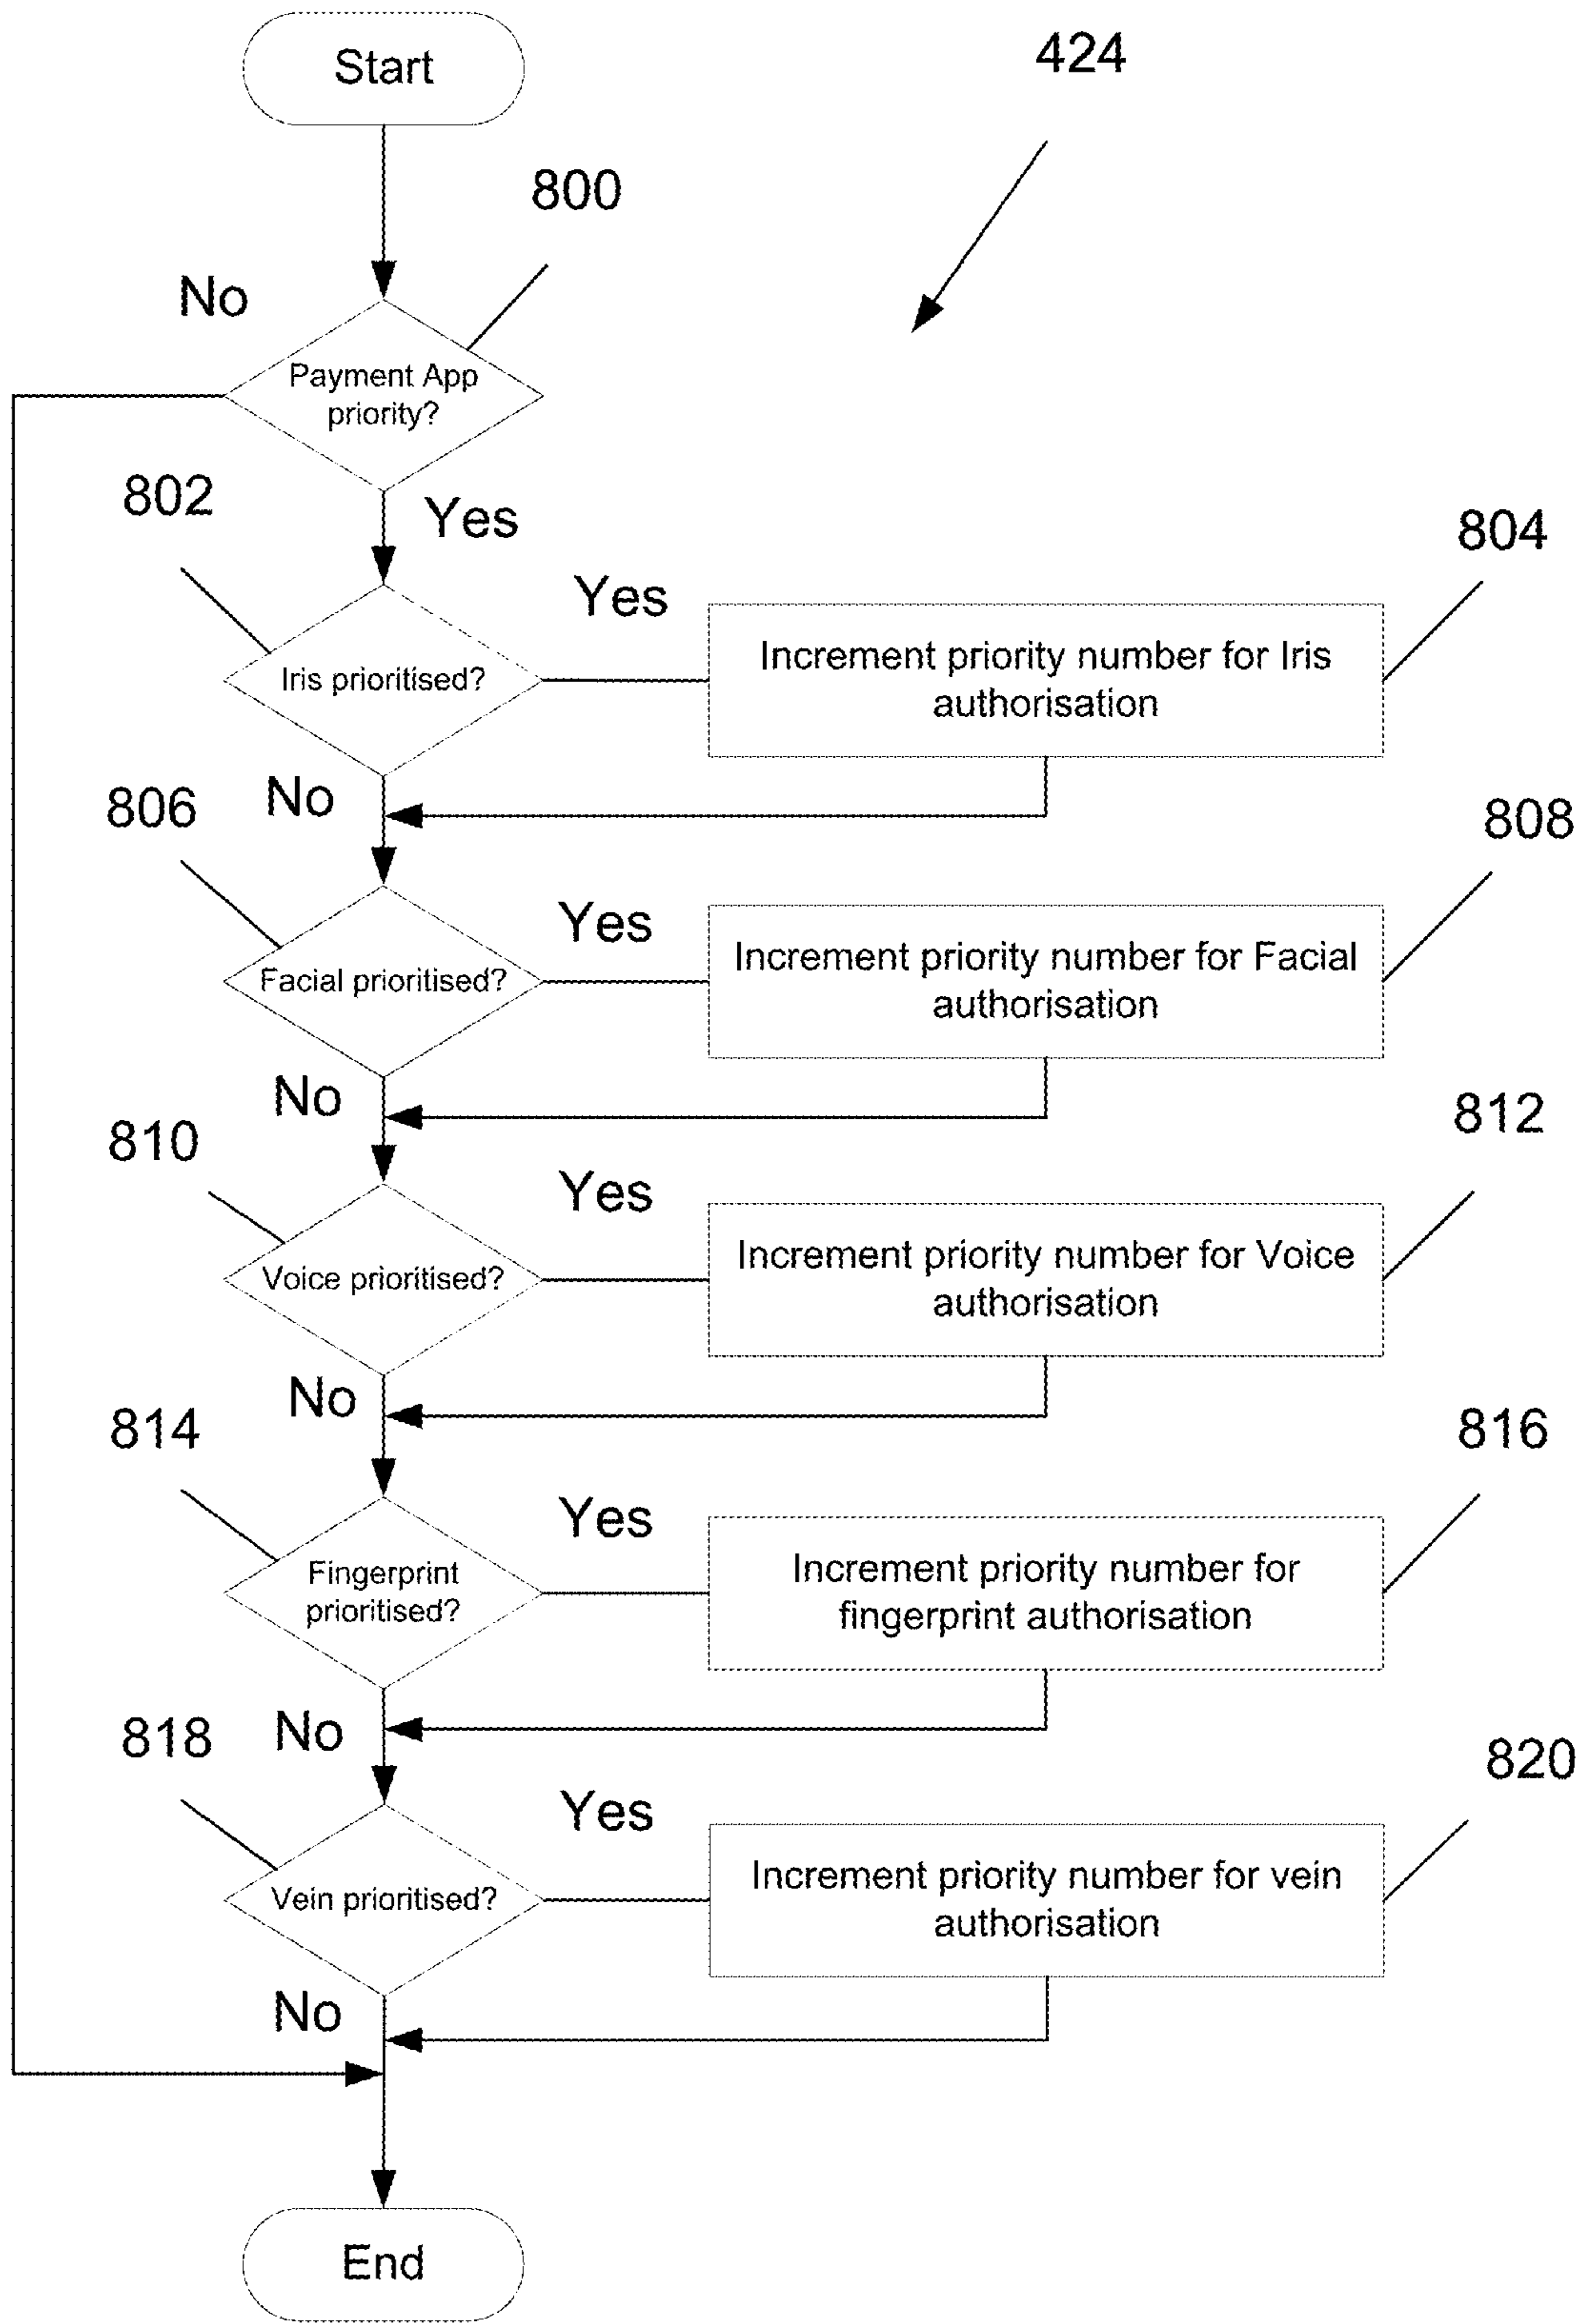 Start
424
800
No
Payment App
priority?
802
Yes
804
Yes
Increment priority number for Iris
authorisation
Iris prioritised?
No
806
808
Yes
Increment priority number for Facial
authorisation
Facial prioritised?
No
810
812
Yes
Increment priority number for Voice
authorisation
Voice prioritised?
No
814
816
Yes
Increment priority number for
fingerprint authorisation
Fingerprint
prioritised?
No
818
820
Yes
Increment priority number for vein
authorisation
Vein prioritised?
No
End